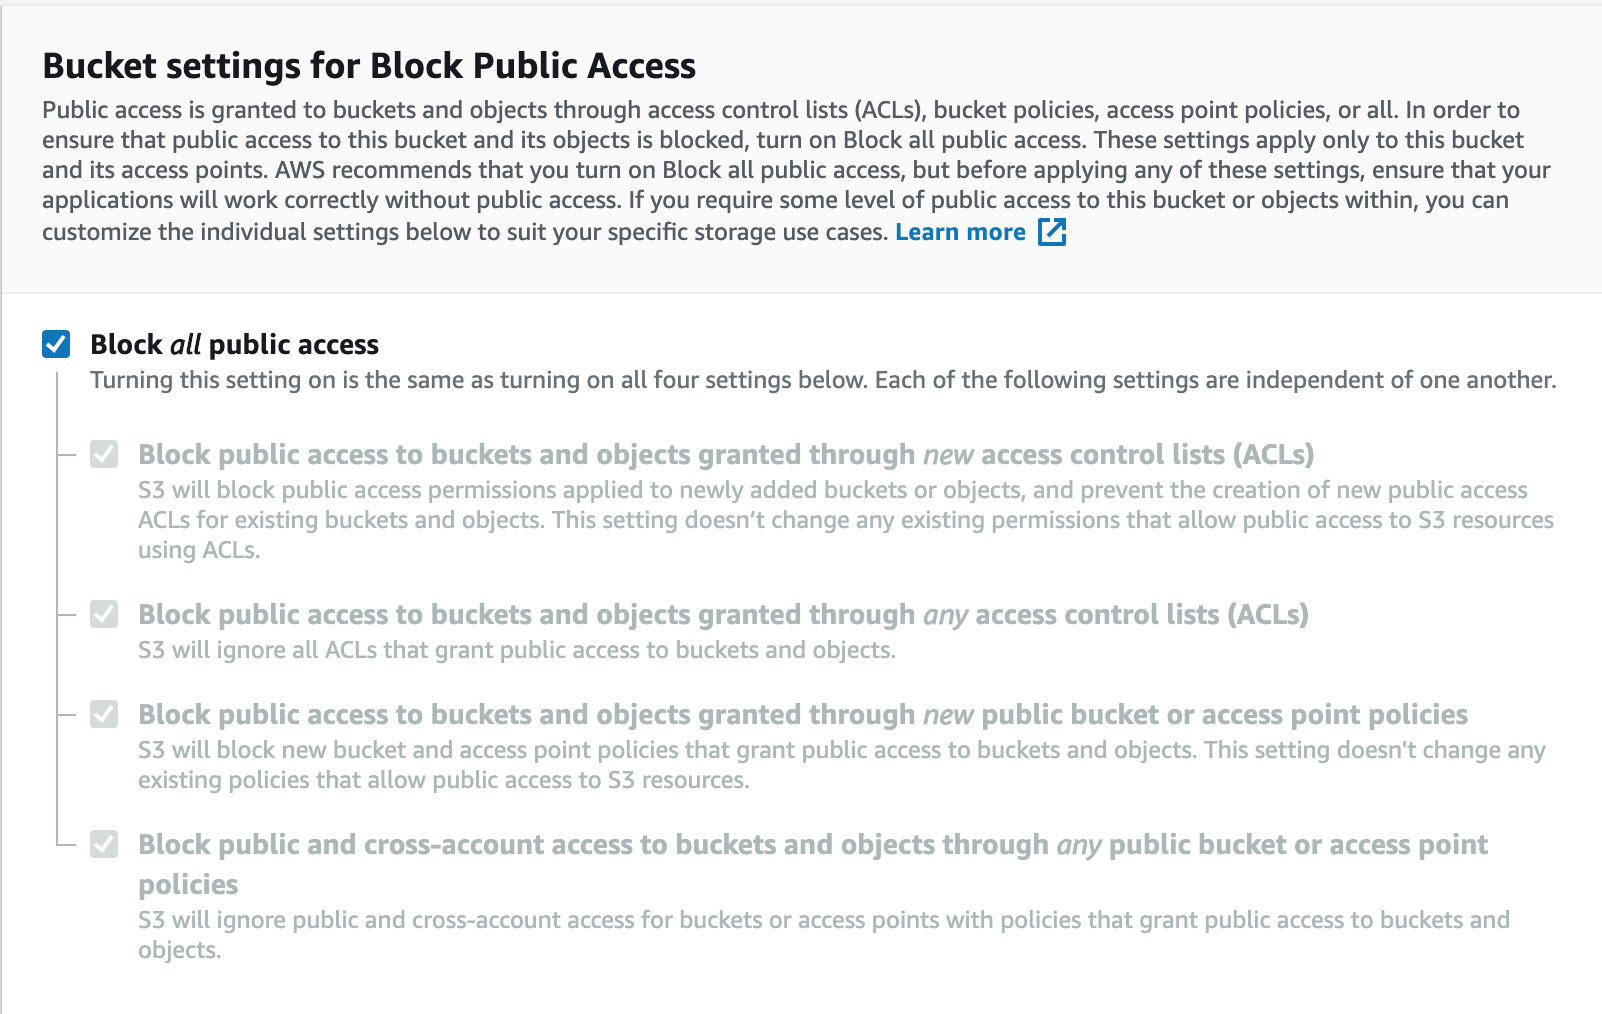 Bucket settings for Block Public Access
Public access is granted to buckets and objects through access control lists (ACLs), bucket policies, access point policies, or all. In order to
ensure that public access to this bucket and its objects is blocked, turn on Block all public access. These settings apply only to this bucket
and its access points. AWS recommends that you turn on Block all public access, but before applying any of these settings, ensure that your
applications will work correctly without public access. If you require some level of public access to this bucket or objects within, you can
customize the individual settings below to suit your specific storage use cases. Learn more
Block all public access
Turning this setting on is the same as turning on all four settings below. Each of the following settings are independent of one another.
Block public access to buckets and objects granted through new access control lists (ACLs)
S3 will block public access permissions applied to newly added buckets or objects, and prevent the creation of new public access
ACLs for existing buckets and objects. This setting doesn’t change any existing permissions that allow public access to S3 resources
using ACLs.
Block public access to buckets and objects granted through any access control lists (ACLs)
S3 will ignore all ACLs that grant public access to buckets and objects.
Block public access to buckets and objects granted through new public bucket or access point policies
S3 will block new bucket and access point policies that grant public access to buckets and objects. This setting doesn't change any
existing policies that allow public access to S3 resources.
Block public and cross-account access to buckets and objects through any public bucket or access point
policies
S3 will ignore public and cross-account access for buckets or access points with policies that grant public access to buckets and
objects.